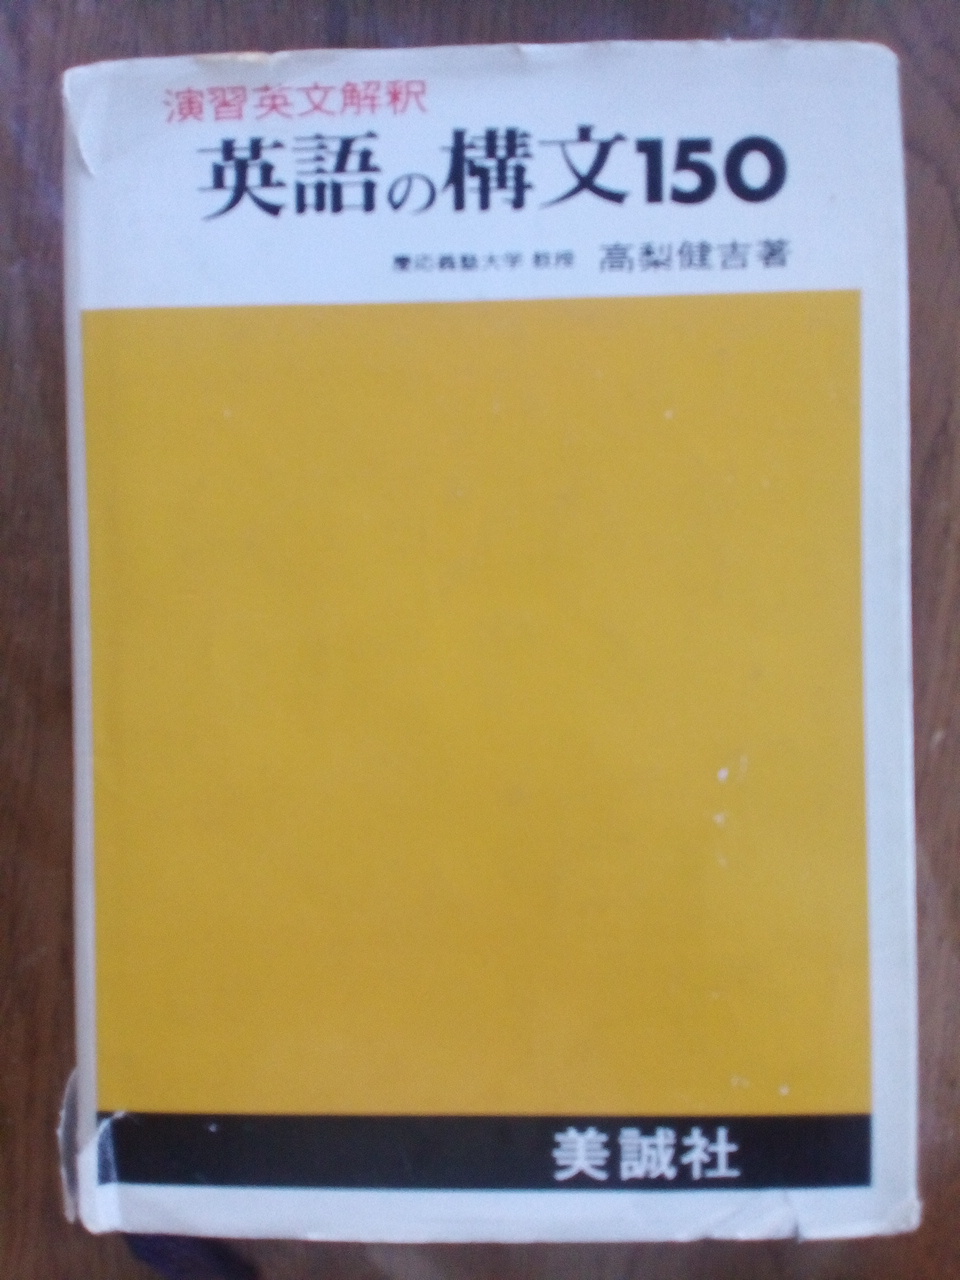 演習英文解釈
英語の構文150
慶応義塾大学 教授 高梨健吉著
美誠社